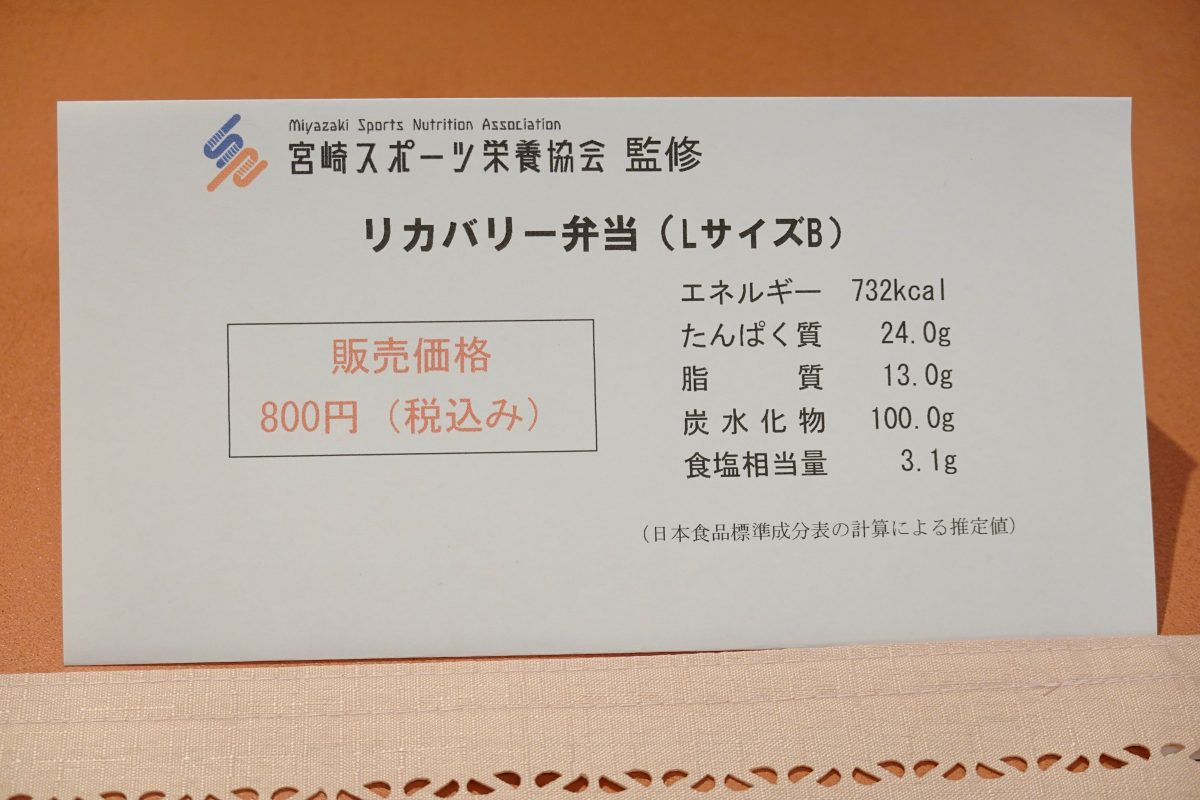 Miyazaki Sports Nutrition Association
宮崎スポーツ栄養協会 監修
リカバリー弁当（LサイズB）
販売価格
800円（税込み）
エネルギー 732kcal
たんぱく質 24.0g
脂質 13.0g
炭水化物 100.0g
食塩相当量 3.1g
（日本食品標準成分表の計算による推定値）